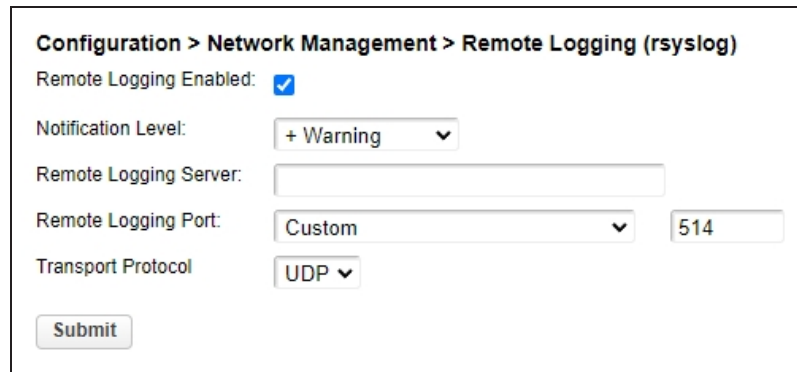 Configuration > Network Management > Remote Logging (rsyslog)
Remote Logging Enabled:
Notification Level: + Warning
Remote Logging Server:
Remote Logging Port: Custom 514
Transport Protocol UDP
Submit